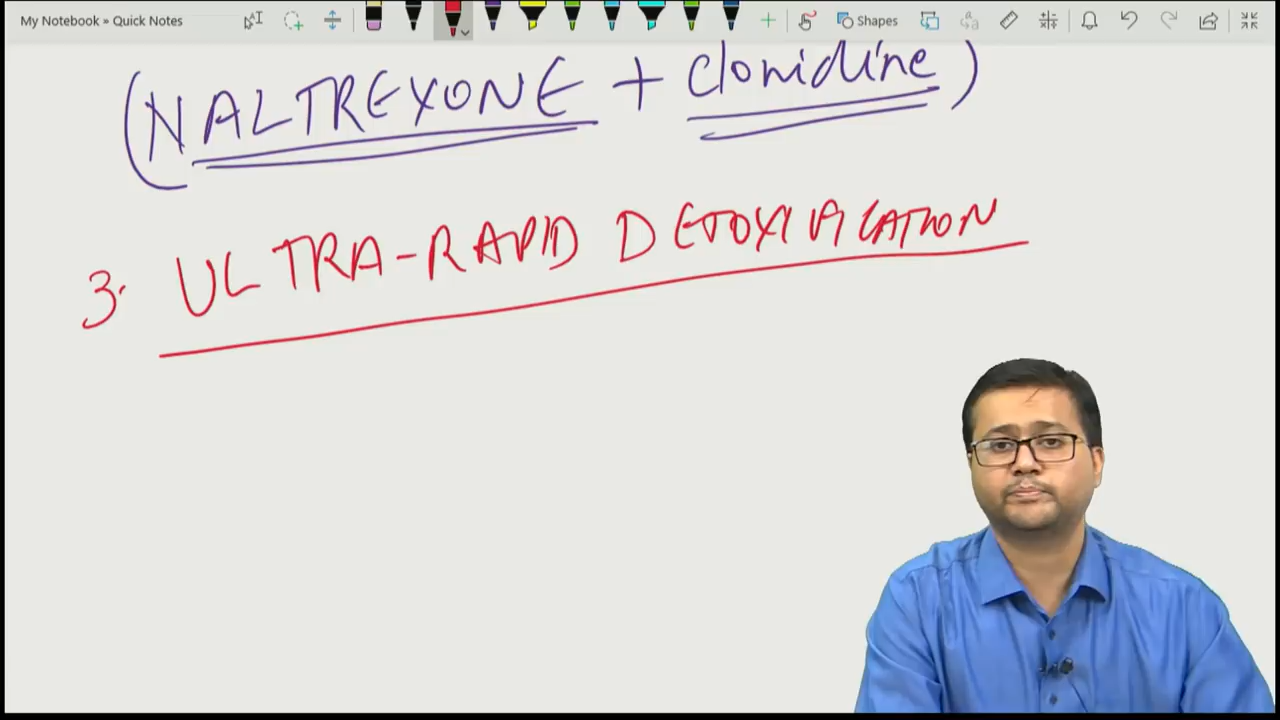 My Notebook » Quick Notes
Shapes
(NALTREXONE + clonidine)
3. ULTRA-RAPID DETOXIFICATION